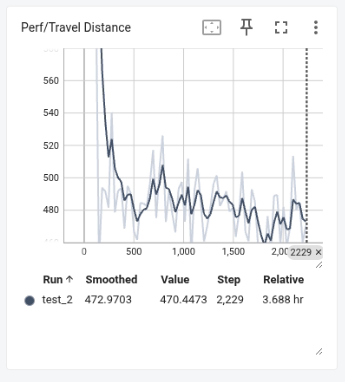 Perf/Travel Distance
560
540
520
500
480
0 500 1,000 1,500 2,00 2229 ×
Run ↑ Smoothed Value Step Relative
test_2 472.9703 470.4473 2,229 3.688 hr